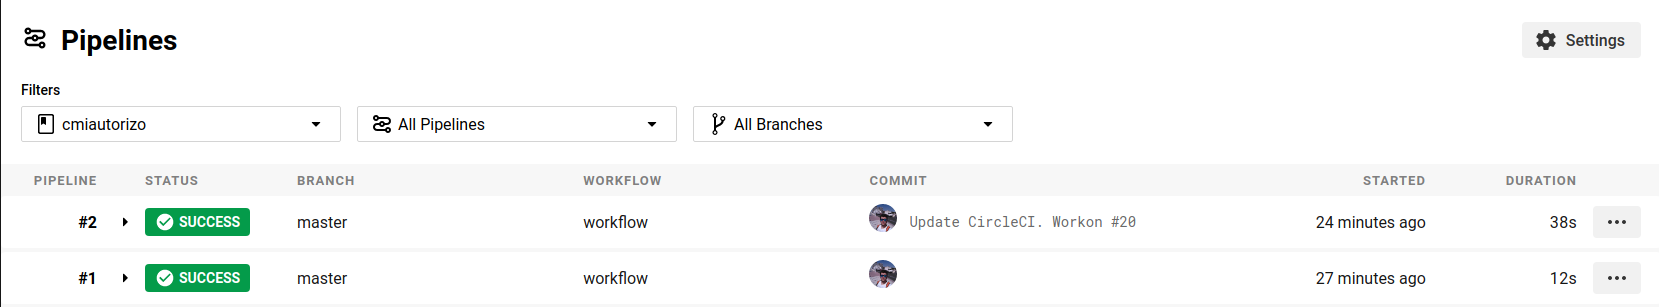 Pipelines
Settings
Filters
cmiautorizo All Pipelines All Branches
PIPELINE STATUS BRANCH WORKFLOW COMMIT STARTED DURATION
#2 SUCCESS master workflow Update CircleCI. Workon #20 24 minutes ago 38s
#1 SUCCESS master workflow 27 minutes ago 12s